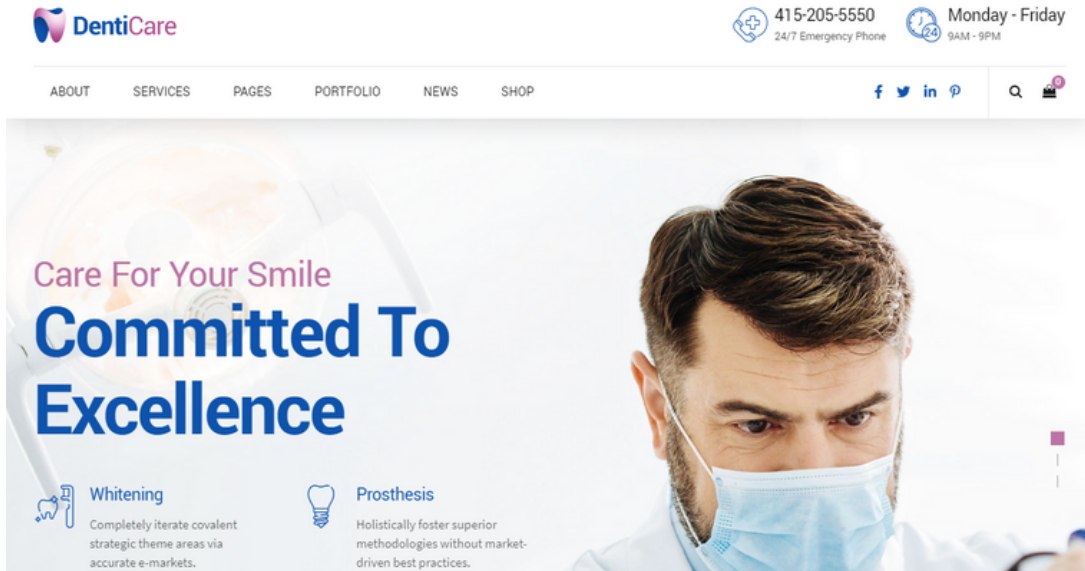 DentiCare
415-205-5550
24/7 Emergency Phone
24
Monday - Friday
9AM - 9PM
ABOUT SERVICES PAGES PORTFOLIO NEWS SHOP
0
Care For Your Smile
Committed To
Excellence
Whitening
Completely iterate covalent
strategic theme areas via
accurate e-markets.
Prosthesis
Holistically foster superior
methodologies without market-
driven best practices.